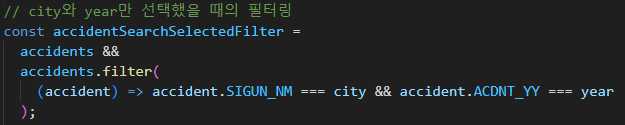 // city와 year만 선택했을 때의 필터링
const accidentSearchSelectedFilter =
  accidents &&
  accidents.filter(
    (accident) => accident.SIGUN_NM === city && accident.ACDNT_YY === year
  );